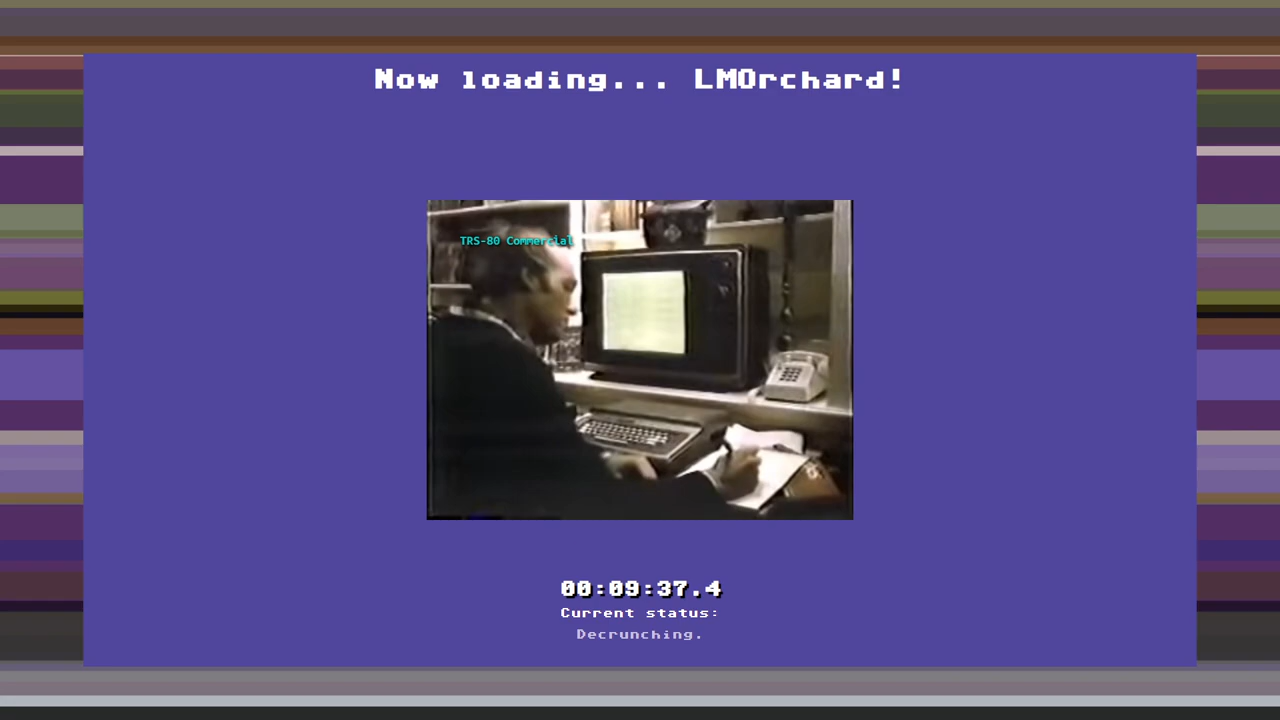 Now loading... LMOrchard!
TRS-80 Commercial
00:09:37.4
Current status:
Decrunching.